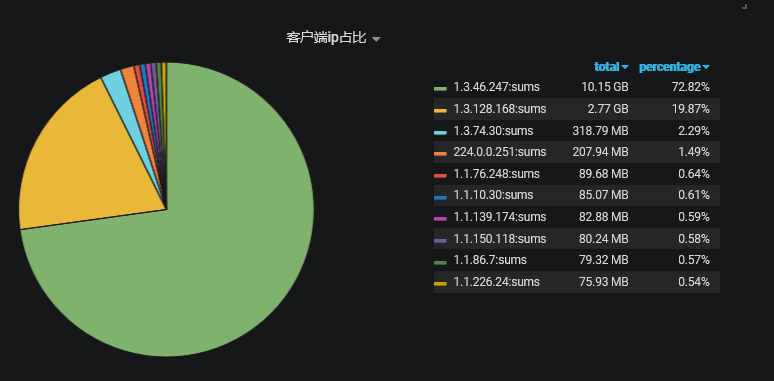 客户端ip占比
total percentage
1.3.46.247:sums 10.15 GB 72.82%
1.3.128.168:sums 2.77 GB 19.87%
1.3.74.30:sums 318.79 MB 2.29%
224.0.0.251:sums 207.94 MB 1.49%
1.1.76.248:sums 89.68 MB 0.64%
1.1.10.30:sums 85.07 MB 0.61%
1.1.139.174:sums 82.88 MB 0.59%
1.1.150.118:sums 80.24 MB 0.58%
1.1.86.7:sums 79.32 MB 0.57%
1.1.226.24:sums 75.93 MB 0.54%